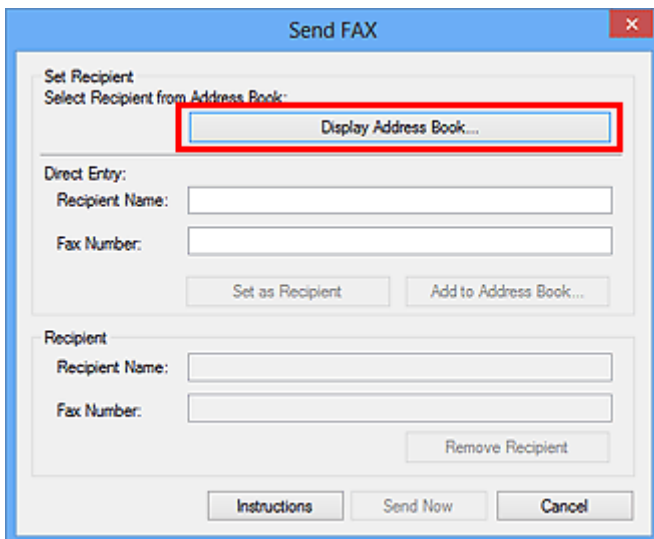 Send FAX
Set Recipient
Select Recipient from Address Book:
Display Address Book...
Direct Entry:
Recipient Name:
Fax Number:
Set as Recipient Add to Address Book...
Recipient
Recipient Name:
Fax Number:
Remove Recipient
Instructions Send Now Cancel